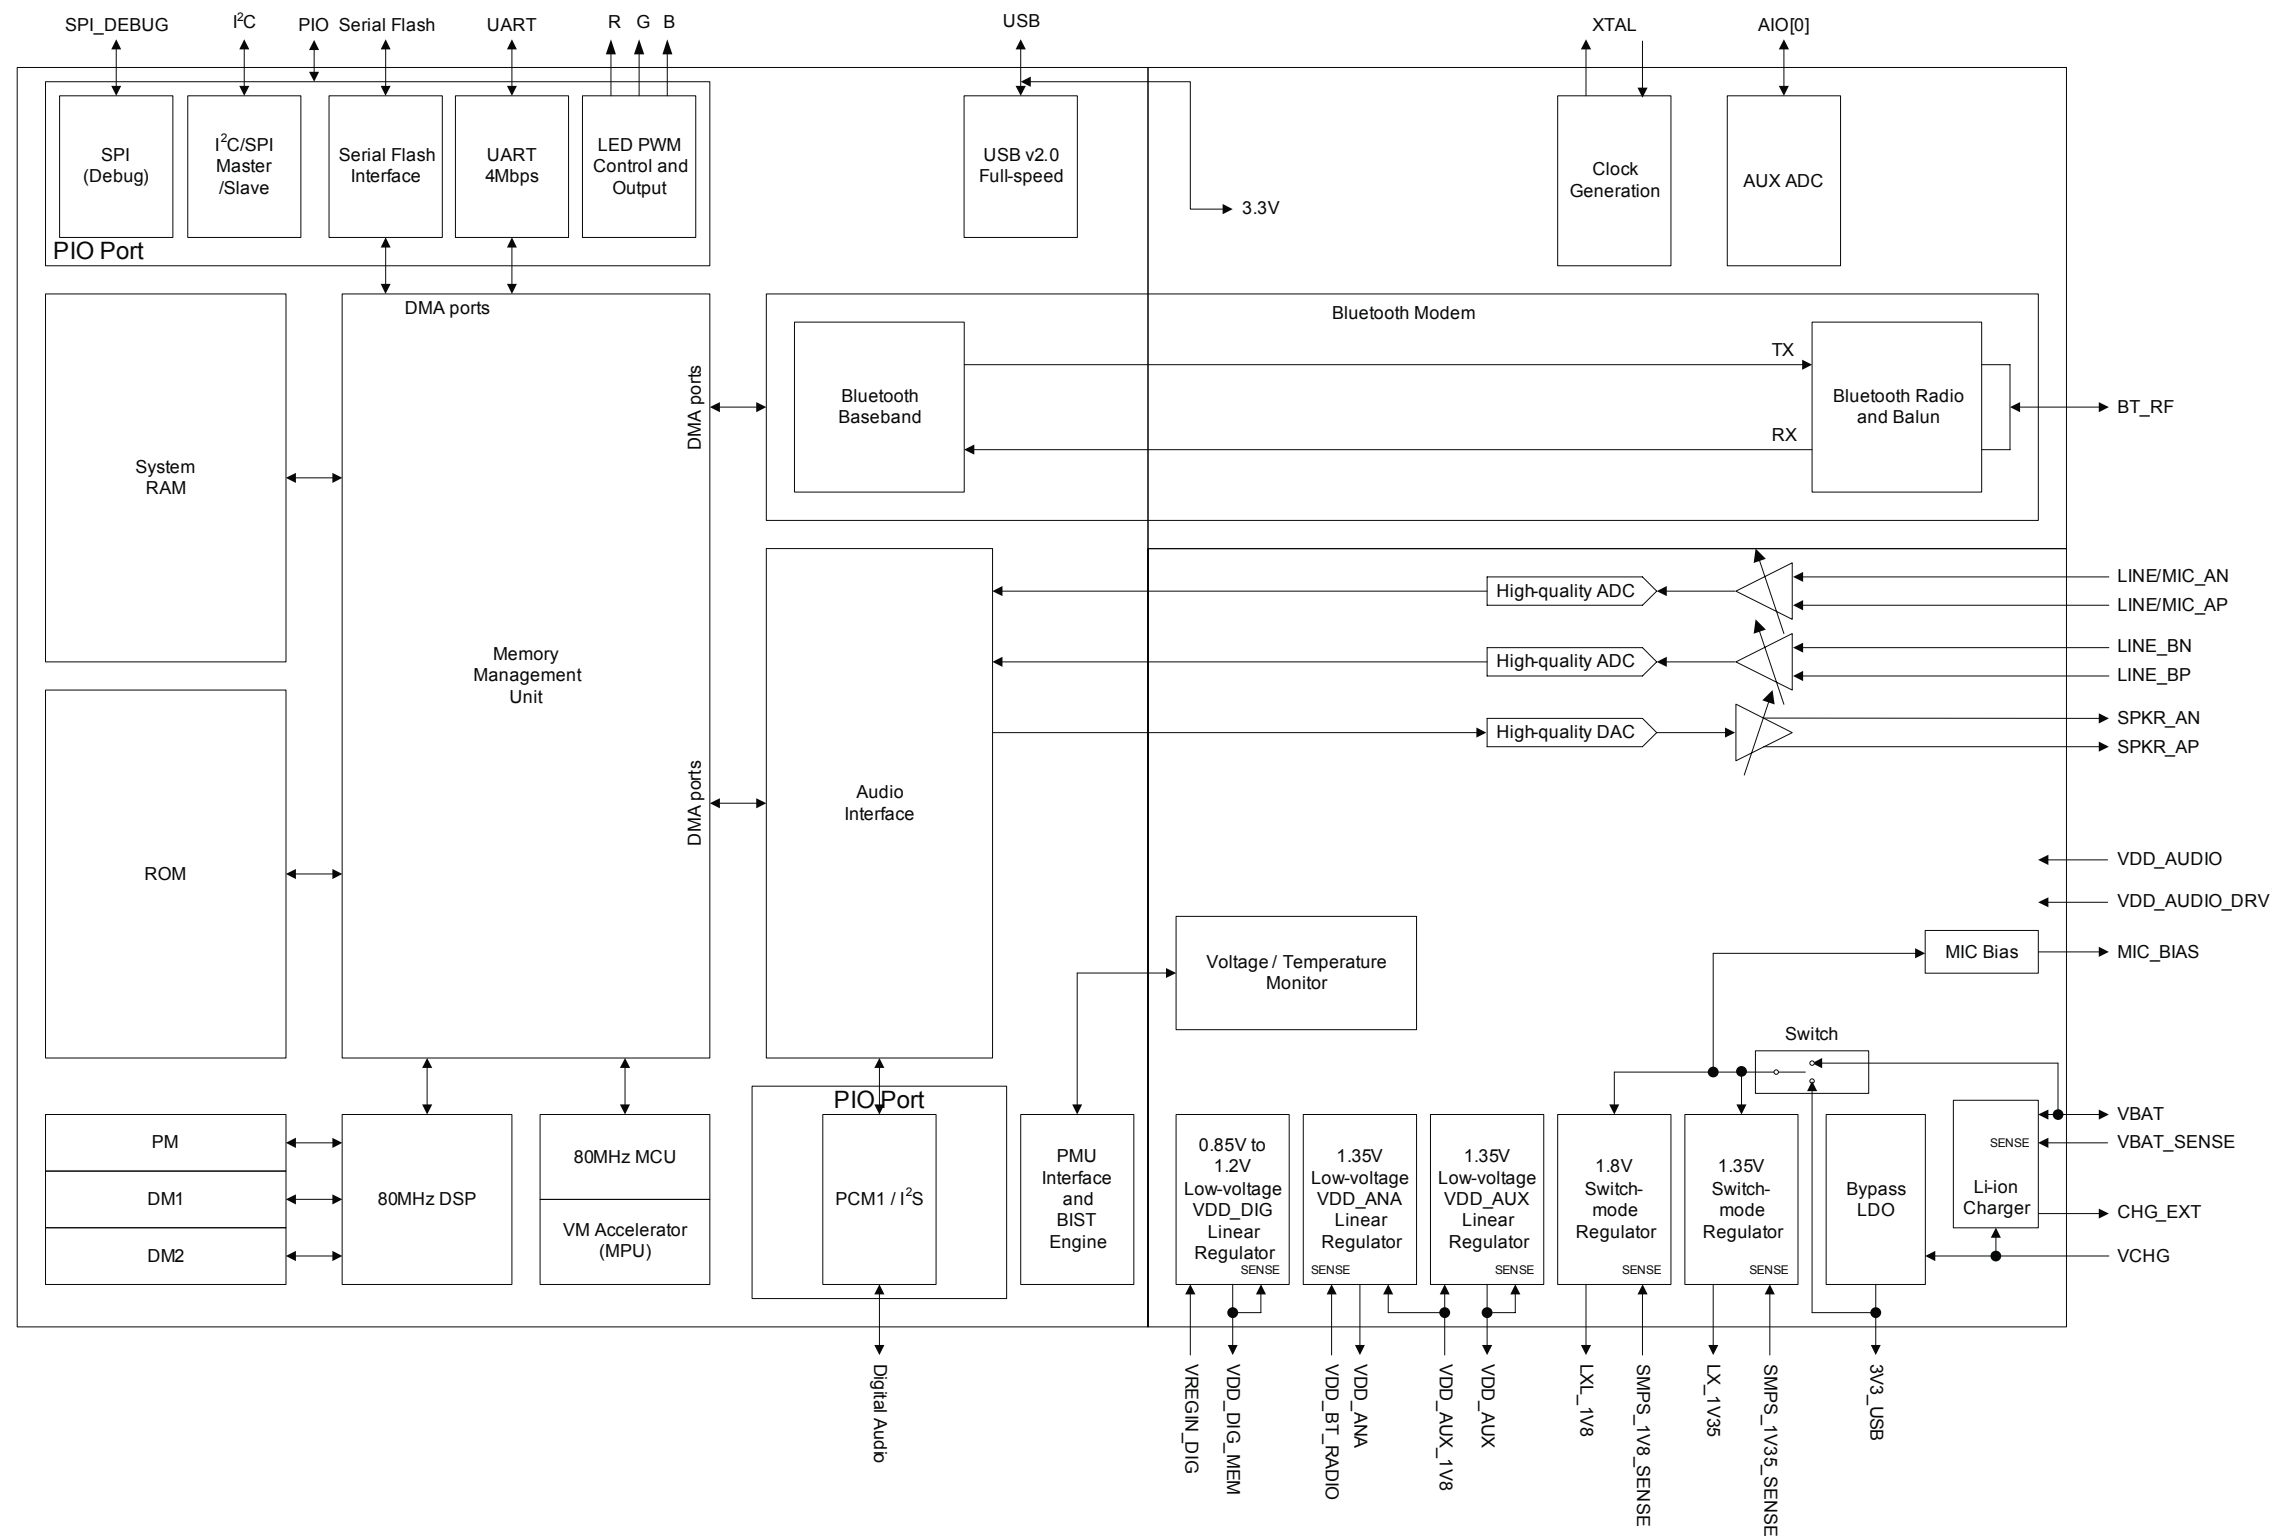 SPI_DEBUG
I²C
PIO
Serial Flash
UART
R
G
B
USB
XTAL
AIO[0]
SPI
(Debug)
I²C/SPI
Master
/Slave
Serial Flash
Interface
UART
4Mbps
LED PWM
Control and
Output
PIO Port
USB v2.0
Full-speed
3.3V
Clock
Generation
AUX ADC
DMA ports
Bluetooth Modem
DMA ports
Bluetooth
Baseband
TX
RX
Bluetooth Radio
and Balun
BT_RF
System
RAM
Memory
Management
Unit
High-quality ADC
LINE/MIC_AN
LINE/MIC_AP
High-quality ADC
LINE_BN
LINE_BP
High-quality DAC
SPKR_AN
SPKR_AP
DMA ports
Audio
Interface
ROM
VDD_AUDIO
VDD_AUDIO_DRV
MIC Bias
MIC_BIAS
Voltage / Temperature
Monitor
Switch
PIO Port
PM
DM1
DM2
80MHz DSP
80MHz MCU
VM Accelerator
(MPU)
PCM1 / I²S
PMU
Interface
and
BIST
Engine
0.85V to
1.2V
Low-voltage
VDD_DIG
Linear
Regulator
SENSE
1.35V
Low-voltage
VDD_ANA
Linear
Regulator
SENSE
1.35V
Low-voltage
VDD_AUX
Linear
Regulator
SENSE
1.8V
Switch-
mode
Regulator
SENSE
1.35V
Switch-
mode
Regulator
SENSE
Bypass
LDO
SENSE
Li-ion
Charger
VBAT
VBAT_SENSE
CHG_EXT
VCHG
Digital Audio
VREGIN_DIG
VDD_DIG_MEM
VDD_BT_RADIO
VDD_ANA
VDD_AUX_1V8
VDD_AUX
LXL_1V8
SMPS_1V8_SENSE
LX_1V35
SMPS_1V35_SENSE
3V3_USB